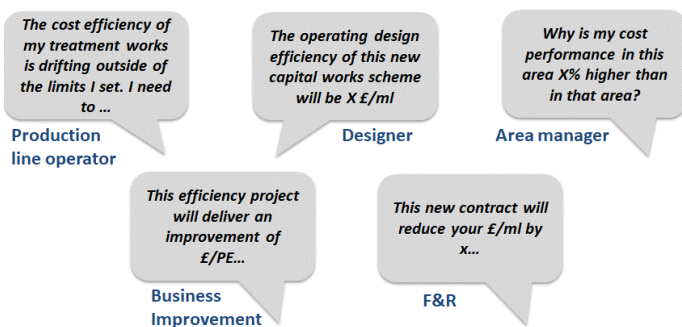 The cost efficiency of
my treatment works
is drifting outside of
the limits I set. I need
to ...
Production
line operator
The operating design
efficiency of this new
capital works scheme
will be X £/ml
Designer
Why is my cost
performance in this
area X% higher than
in that area?
Area manager
This efficiency project
will deliver an
improvement of
£/PE...
Business
Improvement
This new contract will
reduce your £/ml by
x...
F&R